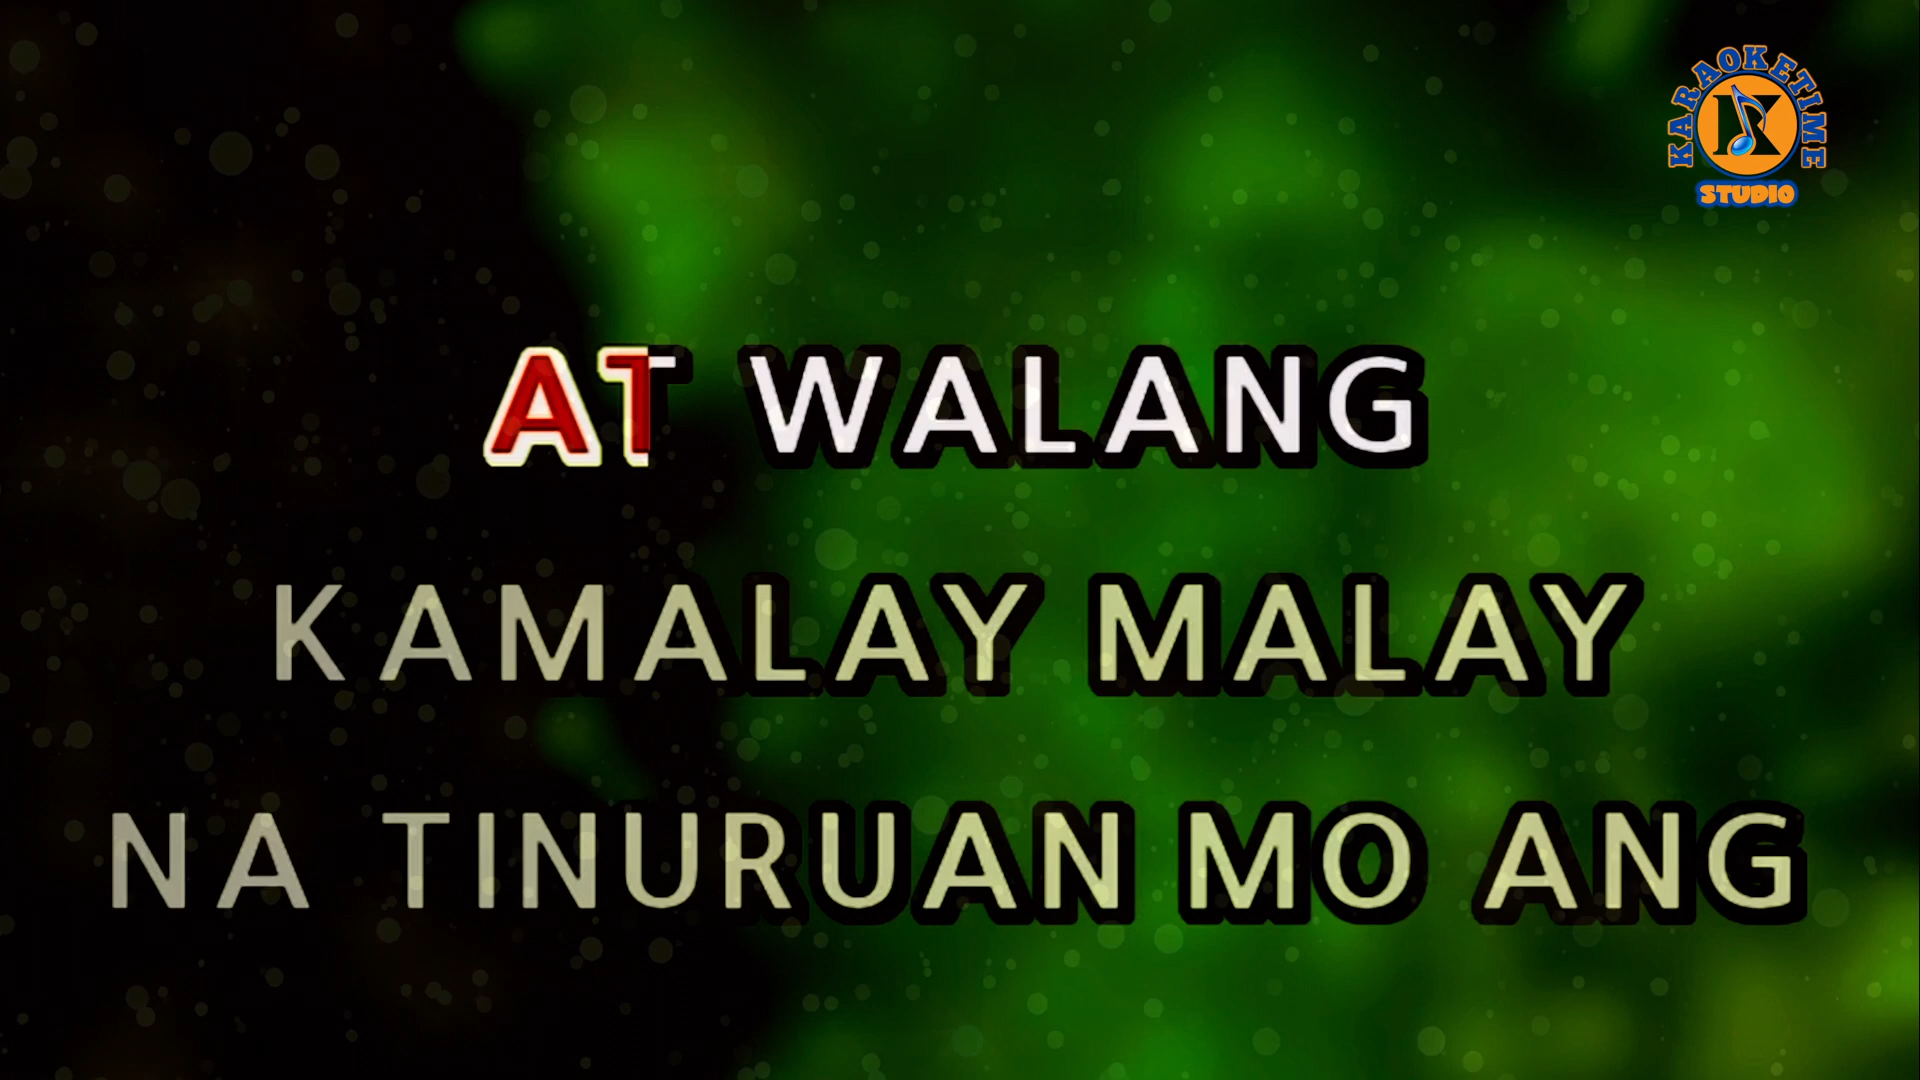 KARAOKETIME
STUDIO
AT WALANG
KAMALAY MALAY
NA TINURUAN MO ANG